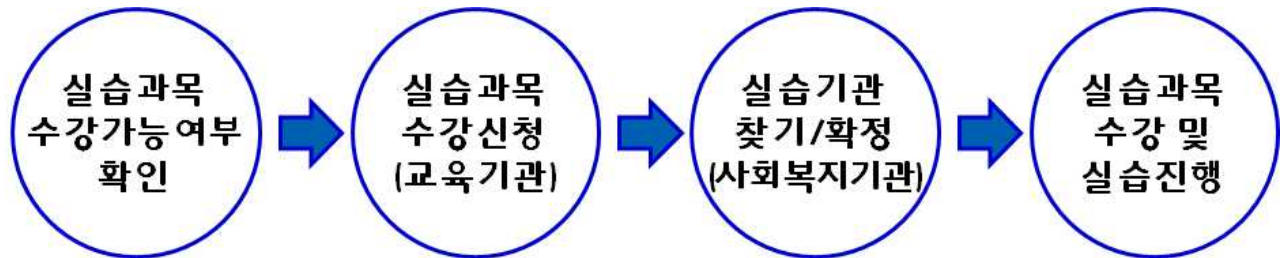 실습과목
수강가능여부
확인
실습과목
수강신청
(교육기관)
실습기관
찾기/확정
(사회복지기관)
실습과목
수강 및
실습진행